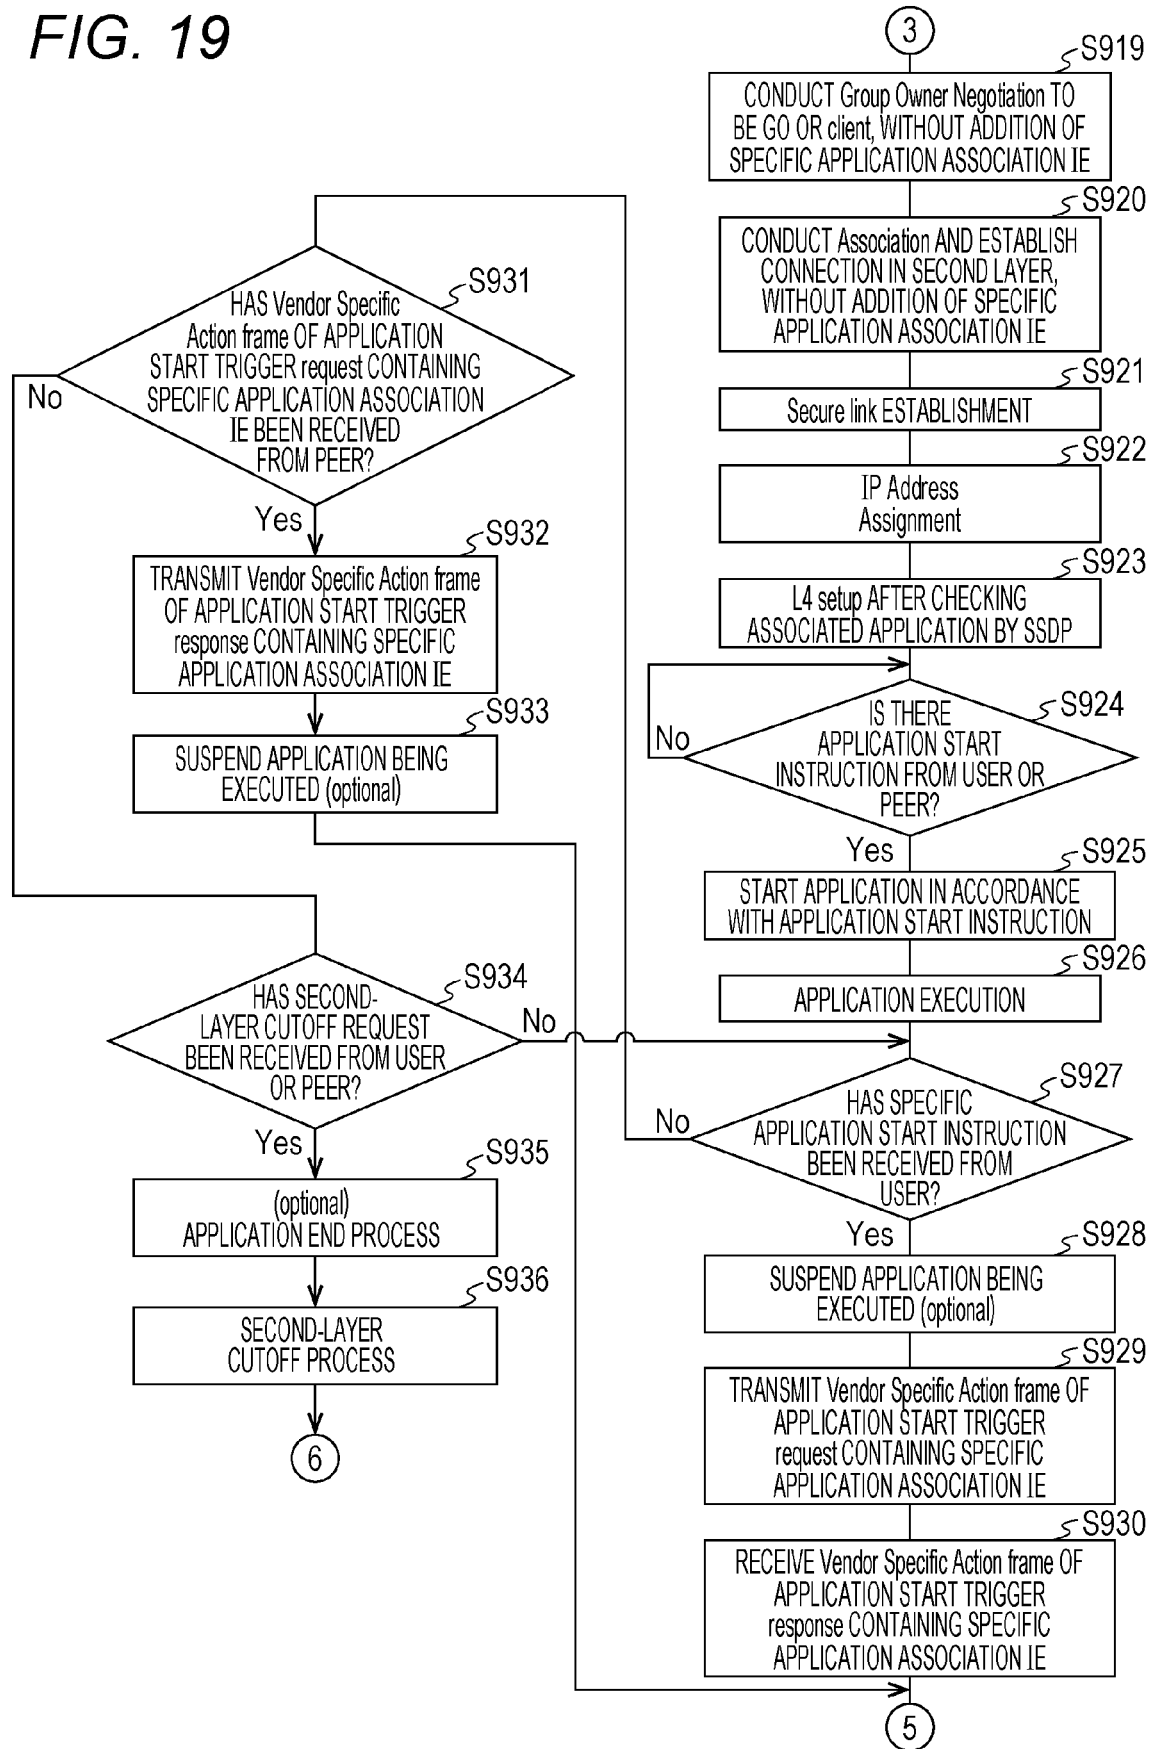 FIG. 19
3
S919
CONDUCT Group Owner Negotiation TO
BE GO OR client, WITHOUT ADDITION OF
SPECIFIC APPLICATION ASSOCIATION IE
S920
CONDUCT Association AND ESTABLISH
CONNECTION IN SECOND LAYER,
WITHOUT ADDITION OF SPECIFIC
APPLICATION ASSOCIATION IE
S921
Secure link ESTABLISHMENT
S922
IP Address
Assignment
S923
L4 setup AFTER CHECKING
ASSOCIATED APPLICATION BY SSDP
S924
IS THERE
APPLICATION START
INSTRUCTION FROM USER OR
PEER?
No
Yes
S925
START APPLICATION IN ACCORDANCE
WITH APPLICATION START INSTRUCTION
S926
APPLICATION EXECUTION
S927
HAS SPECIFIC
APPLICATION START INSTRUCTION
BEEN RECEIVED FROM
USER?
No
Yes
S928
SUSPEND APPLICATION BEING
EXECUTED (optional)
S929
TRANSMIT Vendor Specific Action frame OF
APPLICATION START TRIGGER
request CONTAINING SPECIFIC
APPLICATION ASSOCIATION IE
S930
RECEIVE Vendor Specific Action frame OF
APPLICATION START TRIGGER
response CONTAINING SPECIFIC
APPLICATION ASSOCIATION IE
5
S931
HAS Vendor Specific
Action frame OF APPLICATION
START TRIGGER request CONTAINING
SPECIFIC APPLICATION ASSOCIATION
IE BEEN RECEIVED
FROM PEER?
No
Yes
S932
TRANSMIT Vendor Specific Action frame
OF APPLICATION START TRIGGER
response CONTAINING SPECIFIC
APPLICATION ASSOCIATION IE
S933
SUSPEND APPLICATION BEING
EXECUTED (optional)
S934
HAS SECOND-
LAYER CUTOFF REQUEST
BEEN RECEIVED FROM USER
OR PEER?
No
Yes
S935
(optional)
APPLICATION END PROCESS
S936
SECOND-LAYER
CUTOFF PROCESS
6